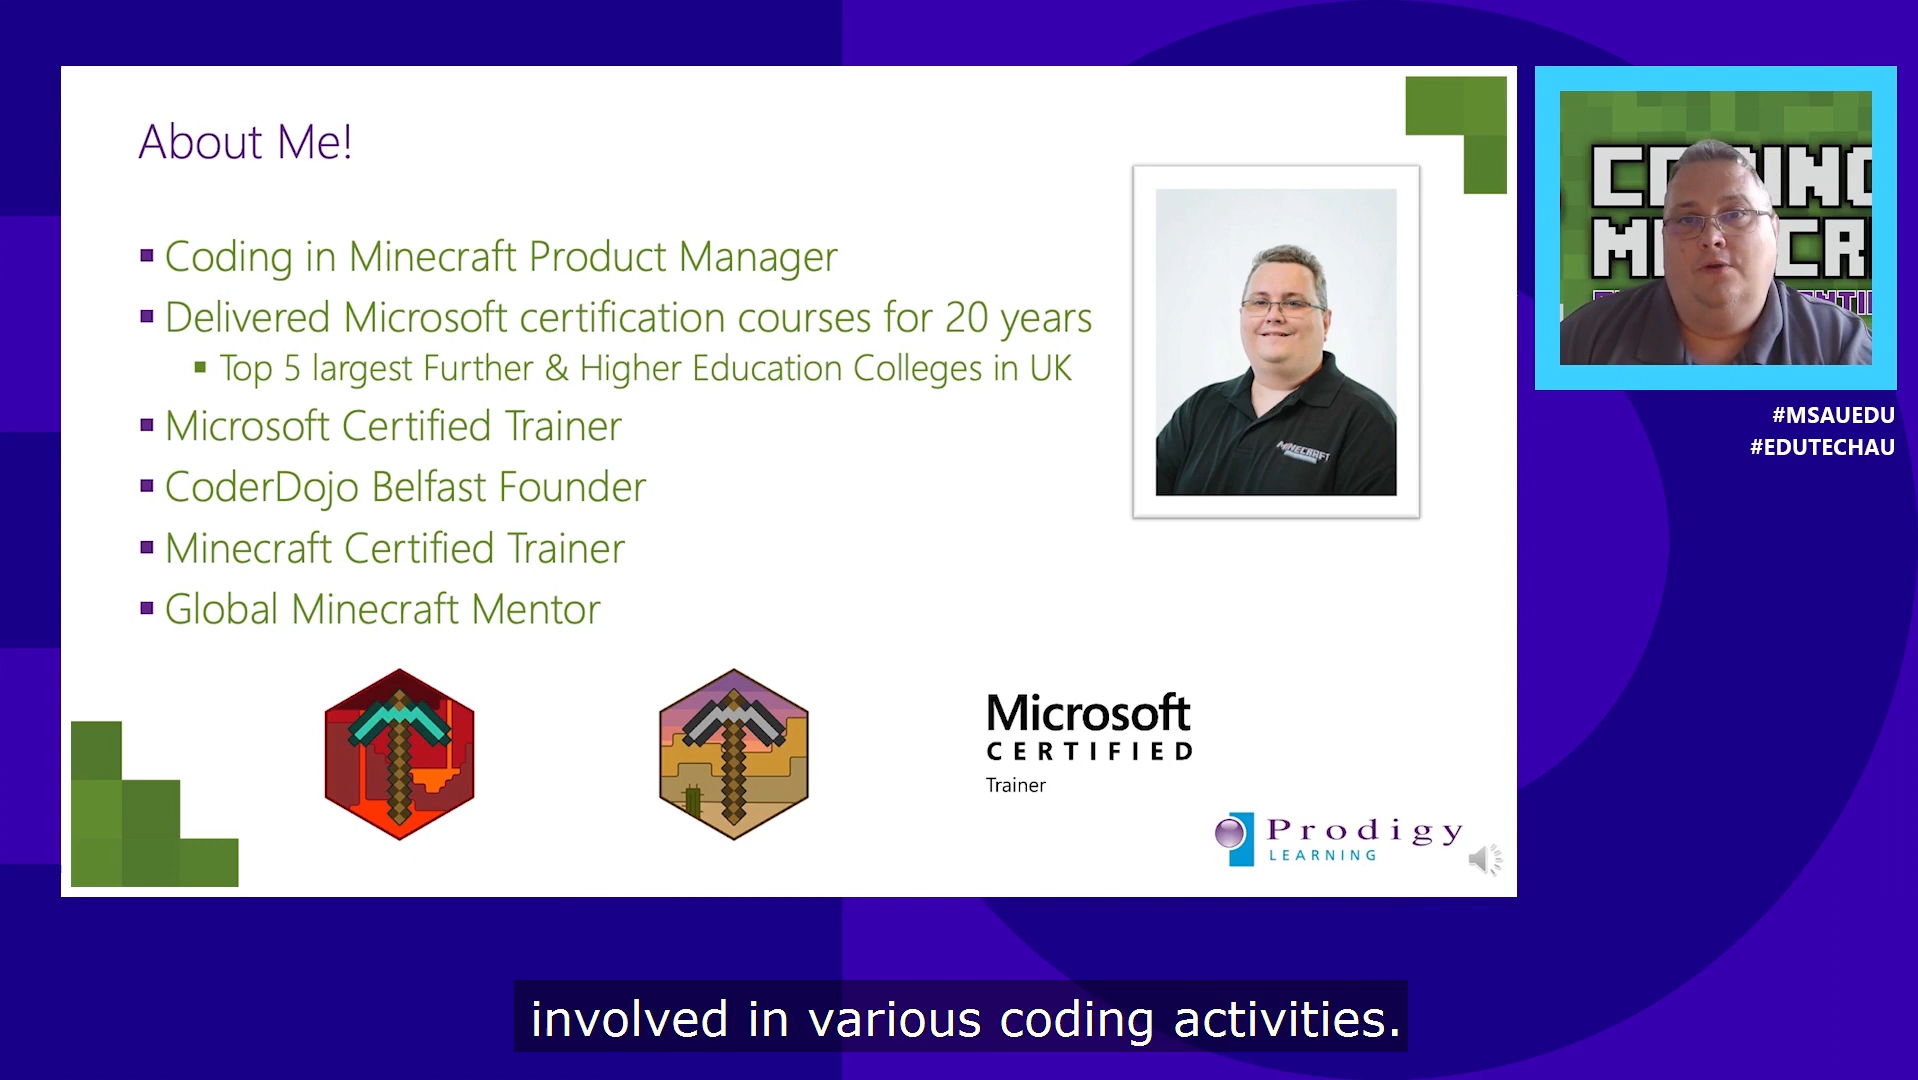 About Me!
Coding in Minecraft Product Manager
Delivered Microsoft certification courses for 20 years
Top 5 largest Further & Higher Education Colleges in UK
Microsoft Certified Trainer
CoderDojo Belfast Founder
Minecraft Certified Trainer
Global Minecraft Mentor
MINECRAFT
Microsoft
CERTIFIED
Trainer
Prodigy
LEARNING
#MSAUEDU
#EDUTECHAU
involved in various coding activities.